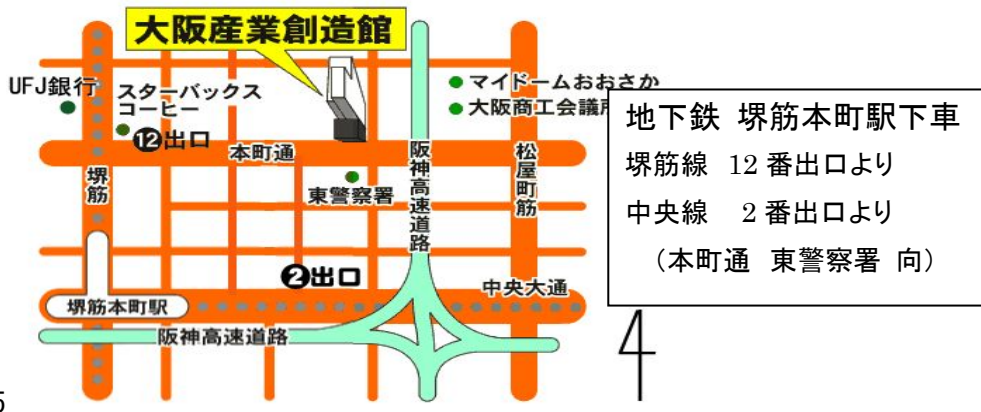 大阪産業創造館
UFJ銀行
スターバックス
コーヒー
⓬出口
マイドームおおさか
大阪商工会議所
本町通
堺筋
阪神高速道路
松屋町筋
東警察署
❷出口
中央大通
堺筋本町駅
阪神高速道路
地下鉄 堺筋本町駅下車
堺筋線 12番出口より
中央線 2番出口より
(本町通 東警察署 向)